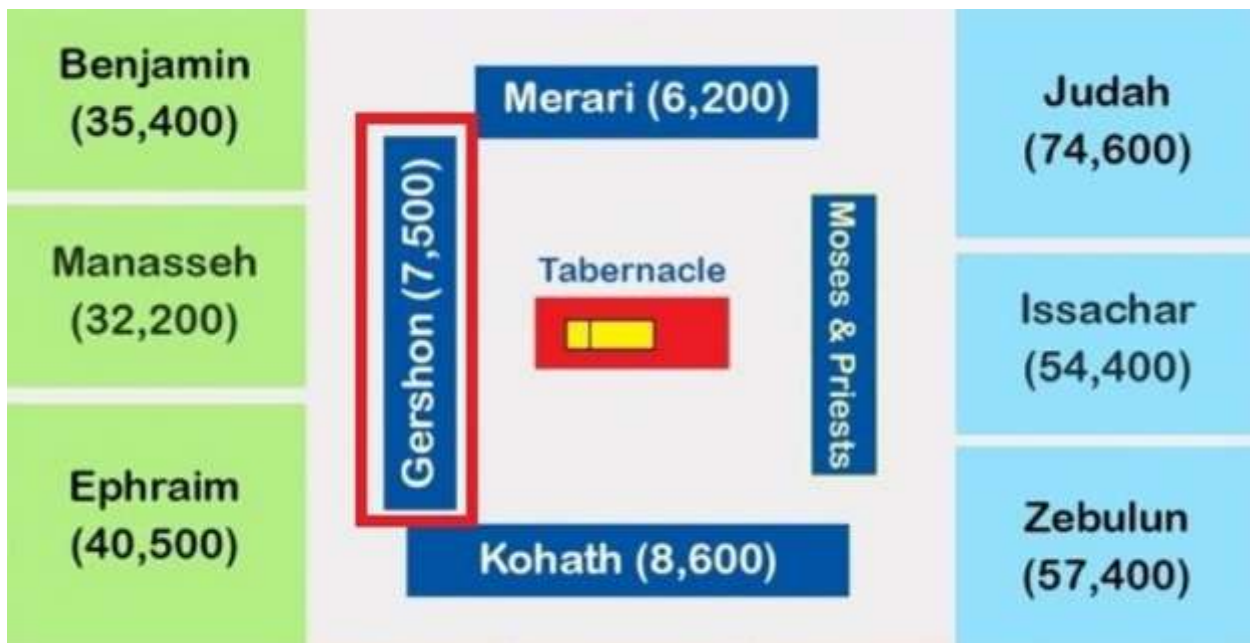 Benjamin
(35,400)
Manasseh
(32,200)
Ephraim
(40,500)
Merari (6,200)
Gershon (7,500)
Tabernacle
Moses & Priests
Kohath (8,600)
Judah
(74,600)
Issachar
(54,400)
Zebulun
(57,400)